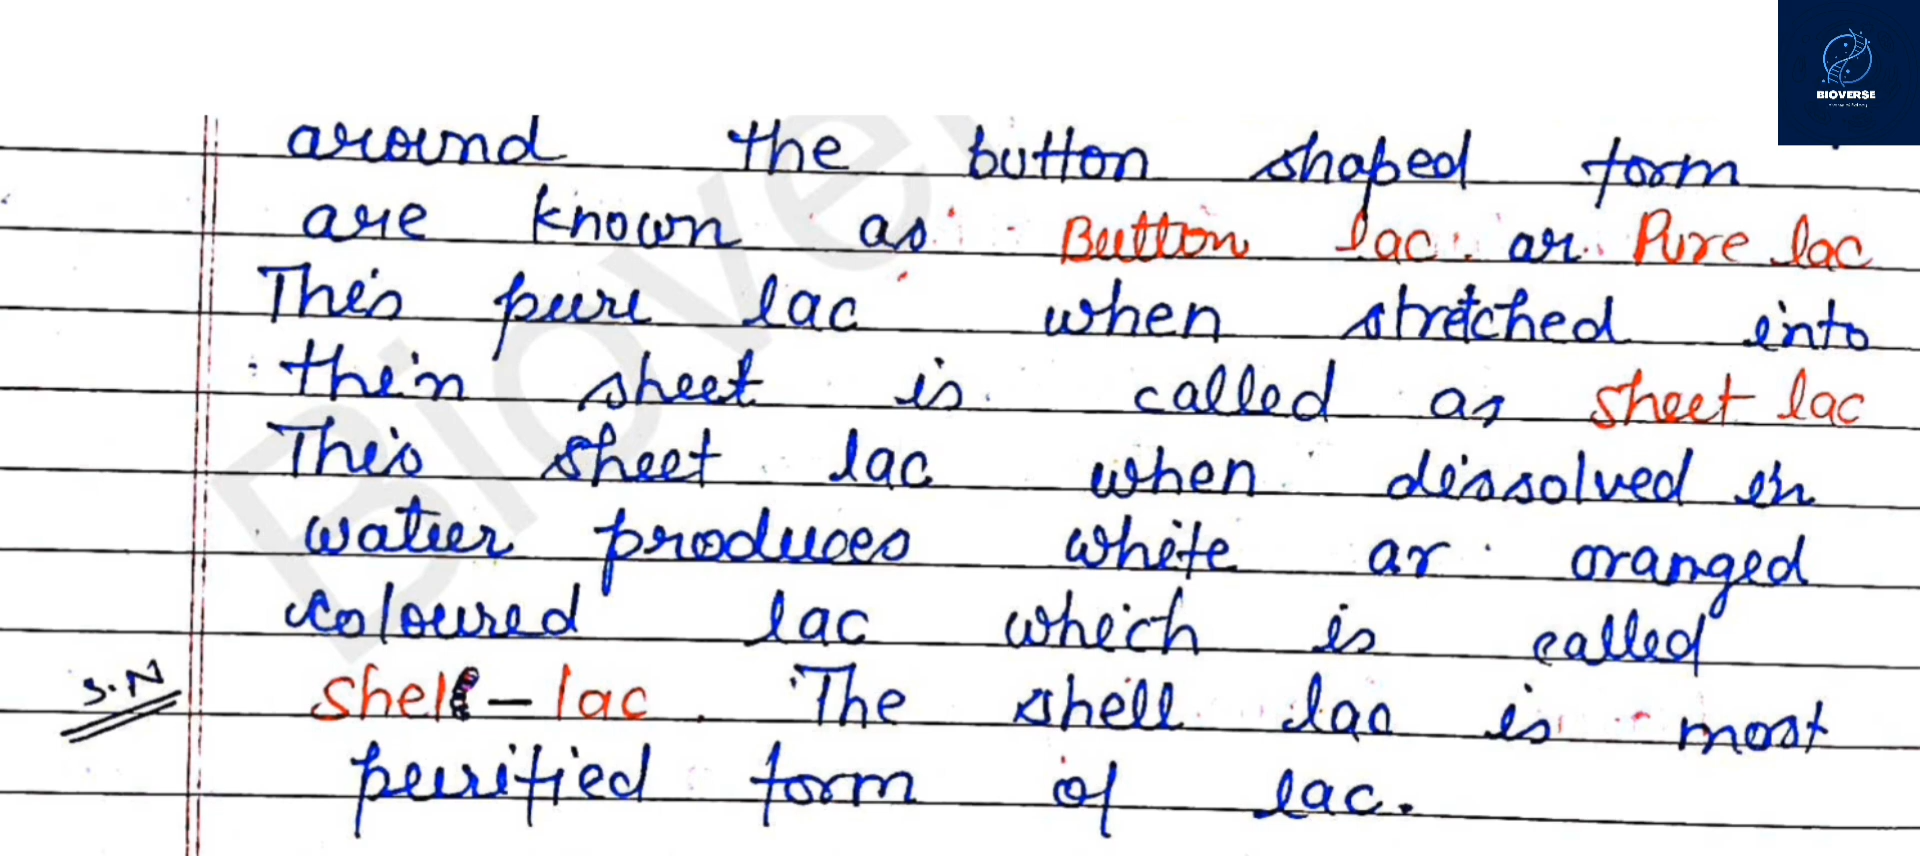 BIOVERSE
around the button shaped form
are known as Button lac or Pure lac
This pure lac when stretched into
thin sheet is called as sheet lac
This sheet lac when dissolved in
water produces white or oranged
coloured lac which is called
S.N shell-lac. The shell lac is most
purified form of lac.
Biove